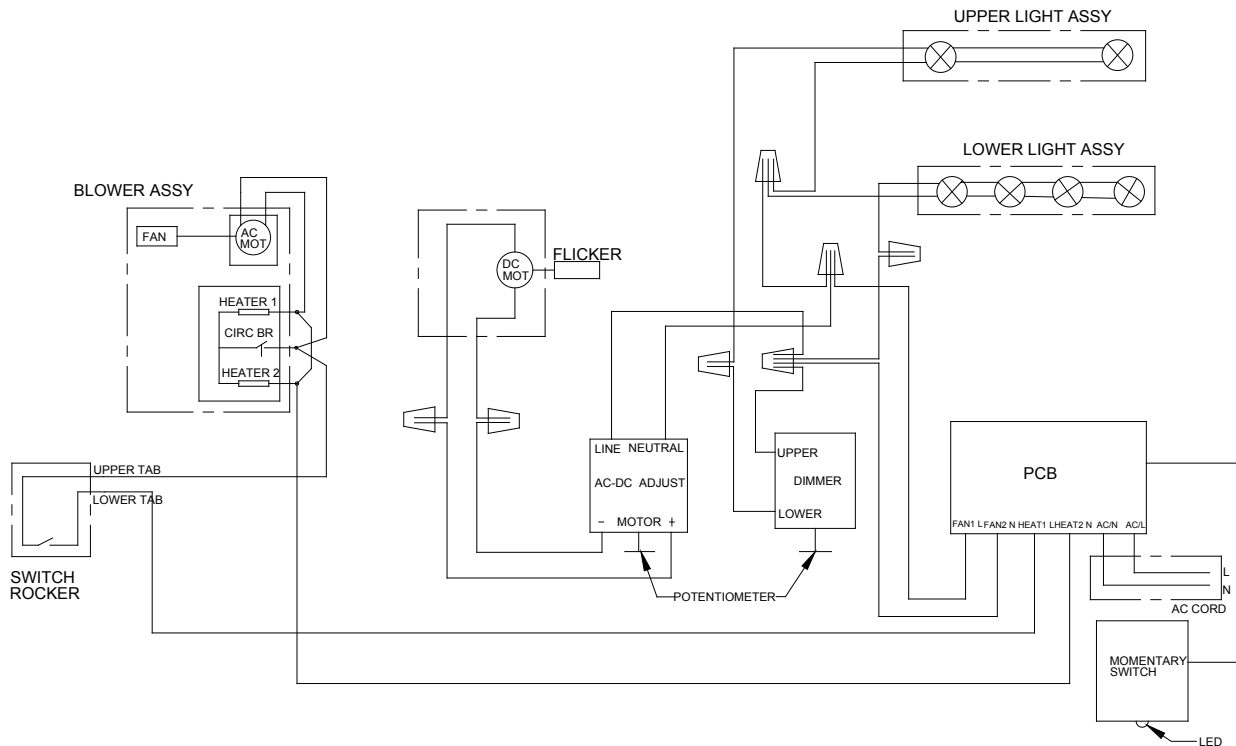 UPPER LIGHT ASSY
LOWER LIGHT ASSY
BLOWER ASSY
FAN
AC
MOT
HEATER 1
CIRC BR
HEATER 2
DC
MOT
FLICKER
UPPER TAB
LOWER TAB
SWITCH
ROCKER
LINE NEUTRAL
AC-DC ADJUST
- MOTOR +
UPPER
DIMMER
LOWER
POTENTIOMETER
PCB
FAN1 L FAN2 N HEAT1 L HEAT2 N AC/N AC/L
L
N
AC CORD
MOMENTARY
SWITCH
LED